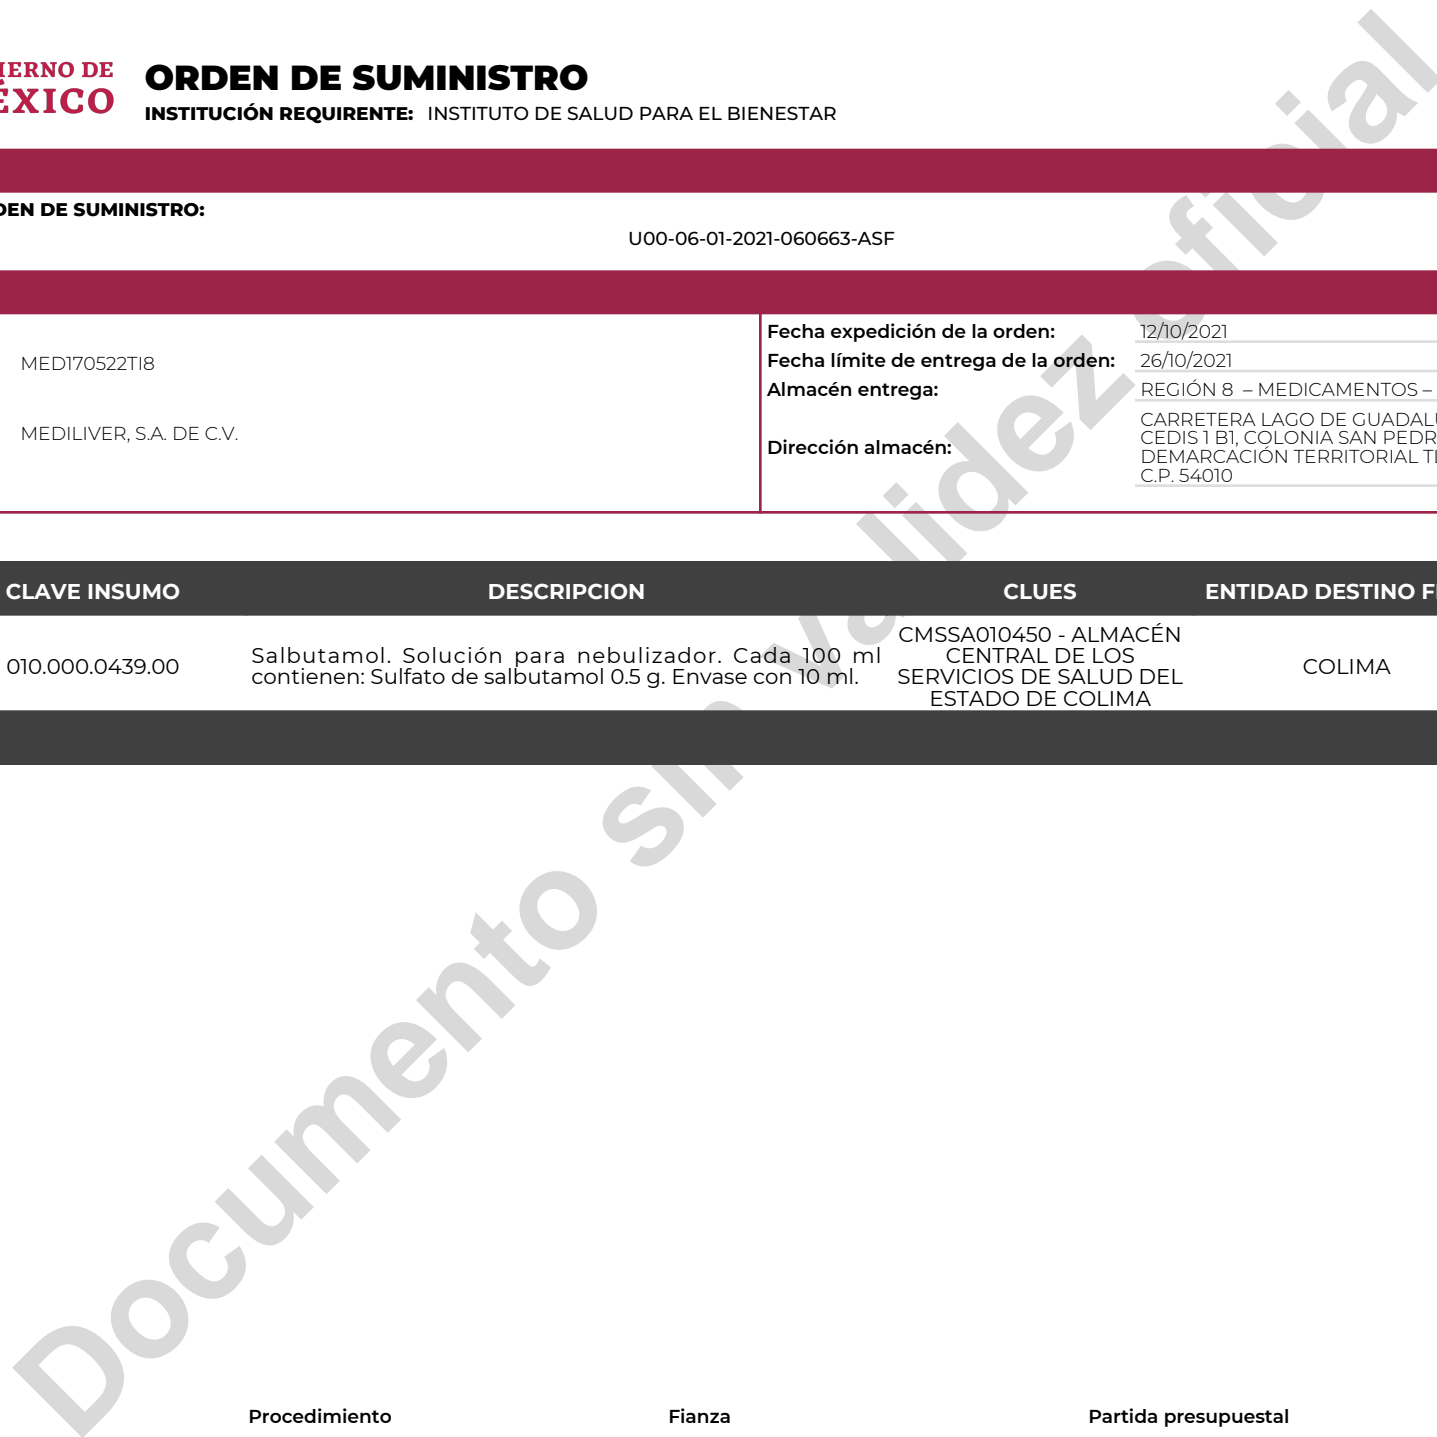 IERNO DE
ÉXICO
ORDEN DE SUMINISTRO
INSTITUCIÓN REQUIRENTE: INSTITUTO DE SALUD PARA EL BIENESTAR
DEN DE SUMINISTRO:
U00-06-01-2021-060663-ASF
MED170522TI8
MEDILIVER, S.A. DE C.V.
Fecha expedición de la orden: 12/10/2021
Fecha límite de entrega de la orden: 26/10/2021
Almacén entrega: REGIÓN 8 – MEDICAMENTOS –
Dirección almacén:
CARRETERA LAGO DE GUADALU
CEDIS 1 B1, COLONIA SAN PEDR
DEMARCACIÓN TERRITORIAL TL
C.P. 54010
CLAVE INSUMO DESCRIPCION CLUES ENTIDAD DESTINO FI
010.000.0439.00
Salbutamol. Solución para nebulizador. Cada 100 ml
contienen: Sulfato de salbutamol 0.5 g. Envase con 10 ml.
CMSSA010450 - ALMACÉN
CENTRAL DE LOS
SERVICIOS DE SALUD DEL
ESTADO DE COLIMA
COLIMA
Documento sin validez oficial
Procedimiento Fianza Partida presupuestal